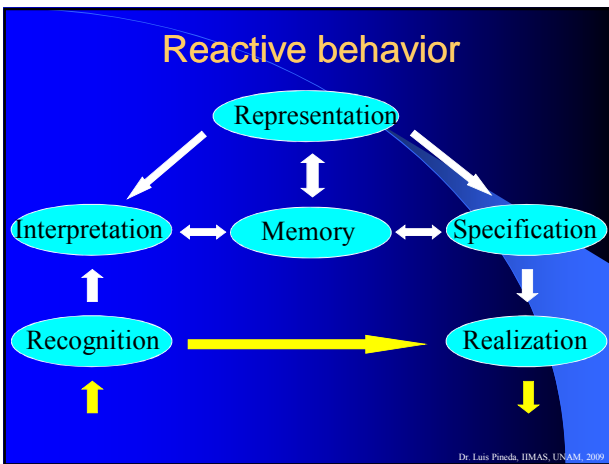 Reactive behavior
Representation
Interpretation
Memory
Specification
Recognition
Realization
Dr. Luis Pineda, IIMAS, UNAM, 2009